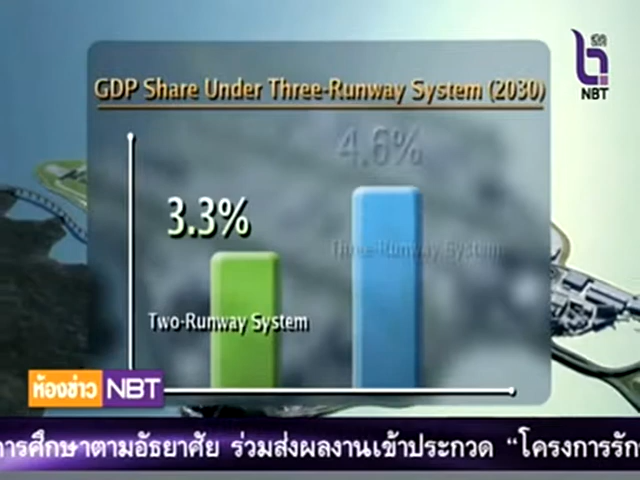 สท
NBT
GDP Share Under Three-Runway System (2030)
4.6%
3.3%
Three-Runway System
Two-Runway System
ห้องข่าว NBT
การศึกษาตามอัธยาศัย ร่วมส่งผลงานเข้าประกวด “โครงการรัก